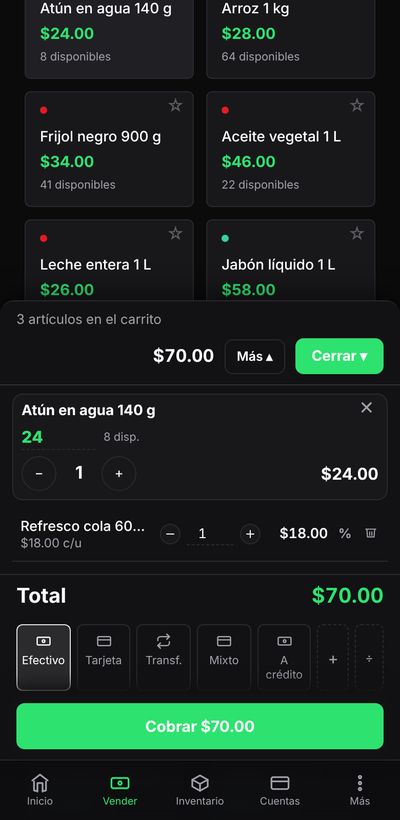 Atún en agua 140 g
Arroz 1 kg
$24.00
$28.00
8 disponibles
64 disponibles
Frijol negro 900 g
Aceite vegetal 1 L
$34.00
$46.00
41 disponibles
22 disponibles
Leche entera 1 L
Jabón líquido 1 L
$26.00
$58.00
3 artículos en el carrito
$70.00
Más ▴
Cerrar ▾
Atún en agua 140 g
24
8 disp.
− 1 +
$24.00
Refresco cola 60...
$18.00 c/u
− 1 +
$18.00 %
Total
$70.00
Efectivo
Tarjeta
Transf.
Mixto
A
crédito
+
÷
Cobrar $70.00
Inicio
Vender
Inventario
Cuentas
Más